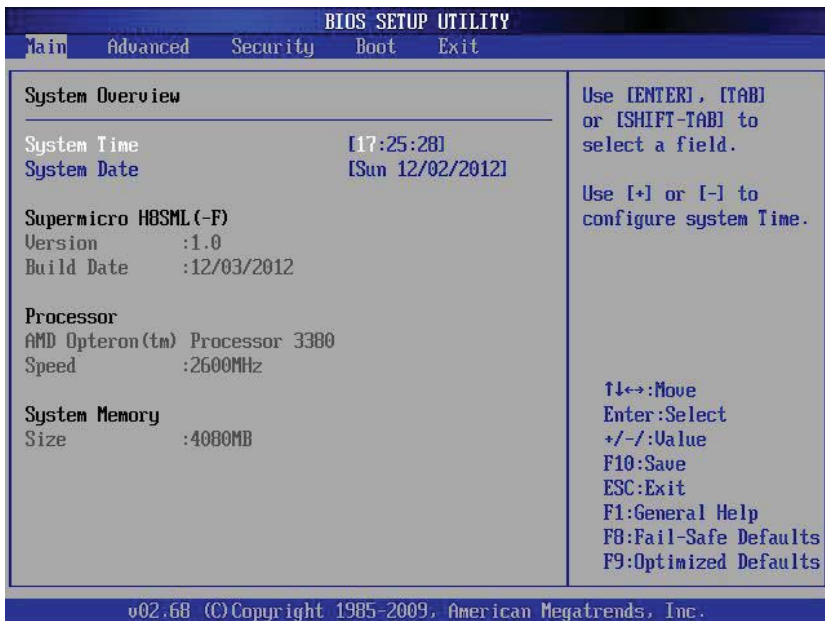 BIOS SETUP UTILITY
Main Advanced Security Boot Exit
System Overview
System Time [17:25:28]
System Date [Sun 12/02/2012]
Supermicro H8SML(-F)
Version :1.0
Build Date :12/03/2012
Processor
AMD Opteron(tm) Processor 3380
Speed :2600MHz
System Memory
Size :4080MB
Use [ENTER], [TAB]
or [SHIFT-TAB] to
select a field.
Use [+] or [-] to
configure system Time.
↑↓↔:Move
Enter:Select
+/-/:Value
F10:Save
ESC:Exit
F1:General Help
F8:Fail-Safe Defaults
F9:Optimized Defaults
v02.68 (C)Copyright 1985-2009, American Megatrends, Inc.